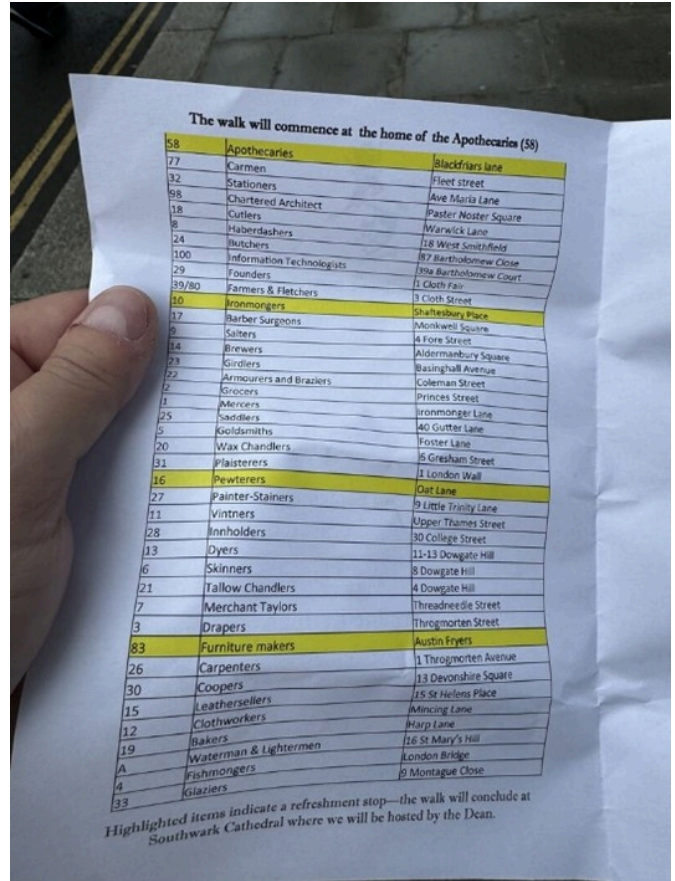 The walk will commence at the home of the Apothecaries (58)
58 Apothecaries Blackfriars lane
77 Carmen Fleet street
32 Stationers Ave Maria Lane
98 Chartered Architect Paster Noster Square
18 Cutlers Warwick Lane
8 Haberdashers 18 West Smithfield
24 Butchers 87 Bartholomew Close
100 Information Technologists 39a Bartholomew Court
29 Founders 1 Cloth Fair
39/80 Farmers & Fletchers 3 Cloth Street
10 Ironmongers Shaftesbury Place
17 Barber Surgeons Monkwell Square
9 Salters 4 Fore Street
14 Brewers Aldermanbury Square
23 Girdlers Basinghall Avenue
22 Armourers and Braziers Coleman Street
2 Grocers Princes Street
1 Mercers Ironmonger Lane
25 Saddlers 40 Gutter Lane
5 Goldsmiths Foster Lane
20 Wax Chandlers 6 Gresham Street
31 Plaisterers 1 London Wall
16 Pewterers Oat Lane
27 Painter-Stainers 9 Little Trinity Lane
11 Vintners Upper Thames Street
28 Innholders 30 College Street
13 Dyers 11-13 Dowgate Hill
6 Skinners 8 Dowgate Hill
21 Tallow Chandlers 4 Dowgate Hill
7 Merchant Taylors Threadneedle Street
3 Drapers Throgmorten Street
83 Furniture makers Austin Fryers
26 Carpenters 1 Throgmorten Avenue
30 Coopers 13 Devonshire Square
15 Leathersellers 15 St Helens Place
12 Clothworkers Mincing Lane
19 Bakers Harp Lane
A Waterman & Lightermen 16 St Mary's Hill
4 Fishmongers London Bridge
33 Glaziers 9 Montague Close
Highlighted items indicate a refreshment stop—the walk will conclude at
Southwark Cathedral where we will be hosted by the Dean.